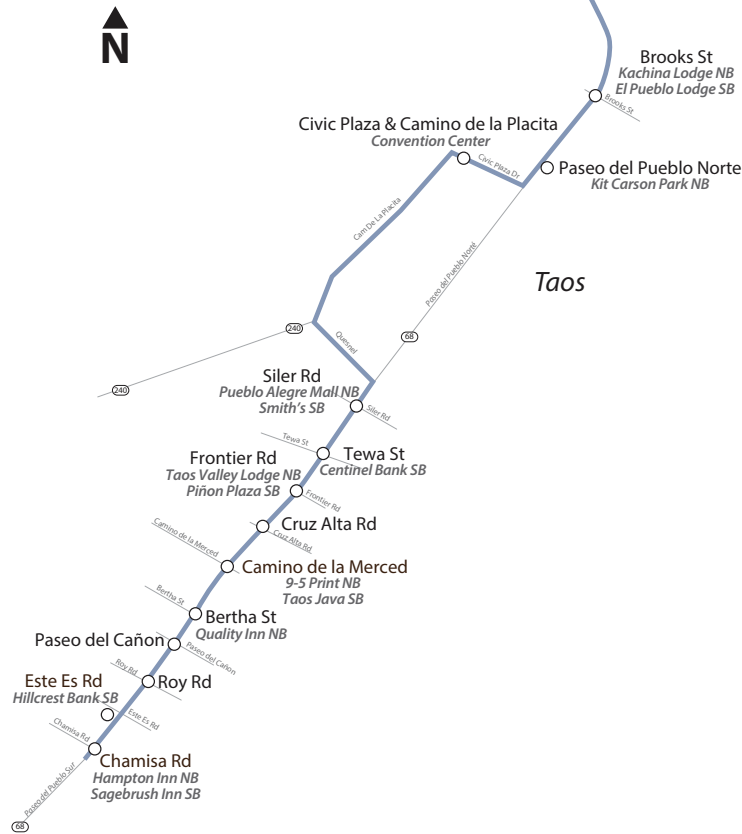 N
Brooks St
Kachina Lodge NB
El Pueblo Lodge SB
Brooks St
Civic Plaza & Camino de la Placita
Convention Center
Civic Plaza Dr
Paseo del Pueblo Norte
Kit Carson Park NB
Cam De La Placita
Paseo del Pueblo Norte
Taos
240
68
Quesnel
240
Siler Rd
Pueblo Alegre Mall NB
Smith's SB
Siler Rd
Tewa St
Tewa St
Centinel Bank SB
Frontier Rd
Taos Valley Lodge NB
Piñon Plaza SB
Frontier Rd
Cruz Alta Rd
Cruz Alta Rd
Camino de la Merced
Camino de la Merced
9-5 Print NB
Taos Java SB
Bertha St
Bertha St
Quality Inn NB
Paseo del Cañon
Paseo del Cañon
Roy Rd
Roy Rd
Este Es Rd
Hillcrest Bank SB
Este Es Rd
Chamisa Rd
Chamisa Rd
Hampton Inn NB
Sagebrush Inn SB
Paseo del Pueblo Sur
68